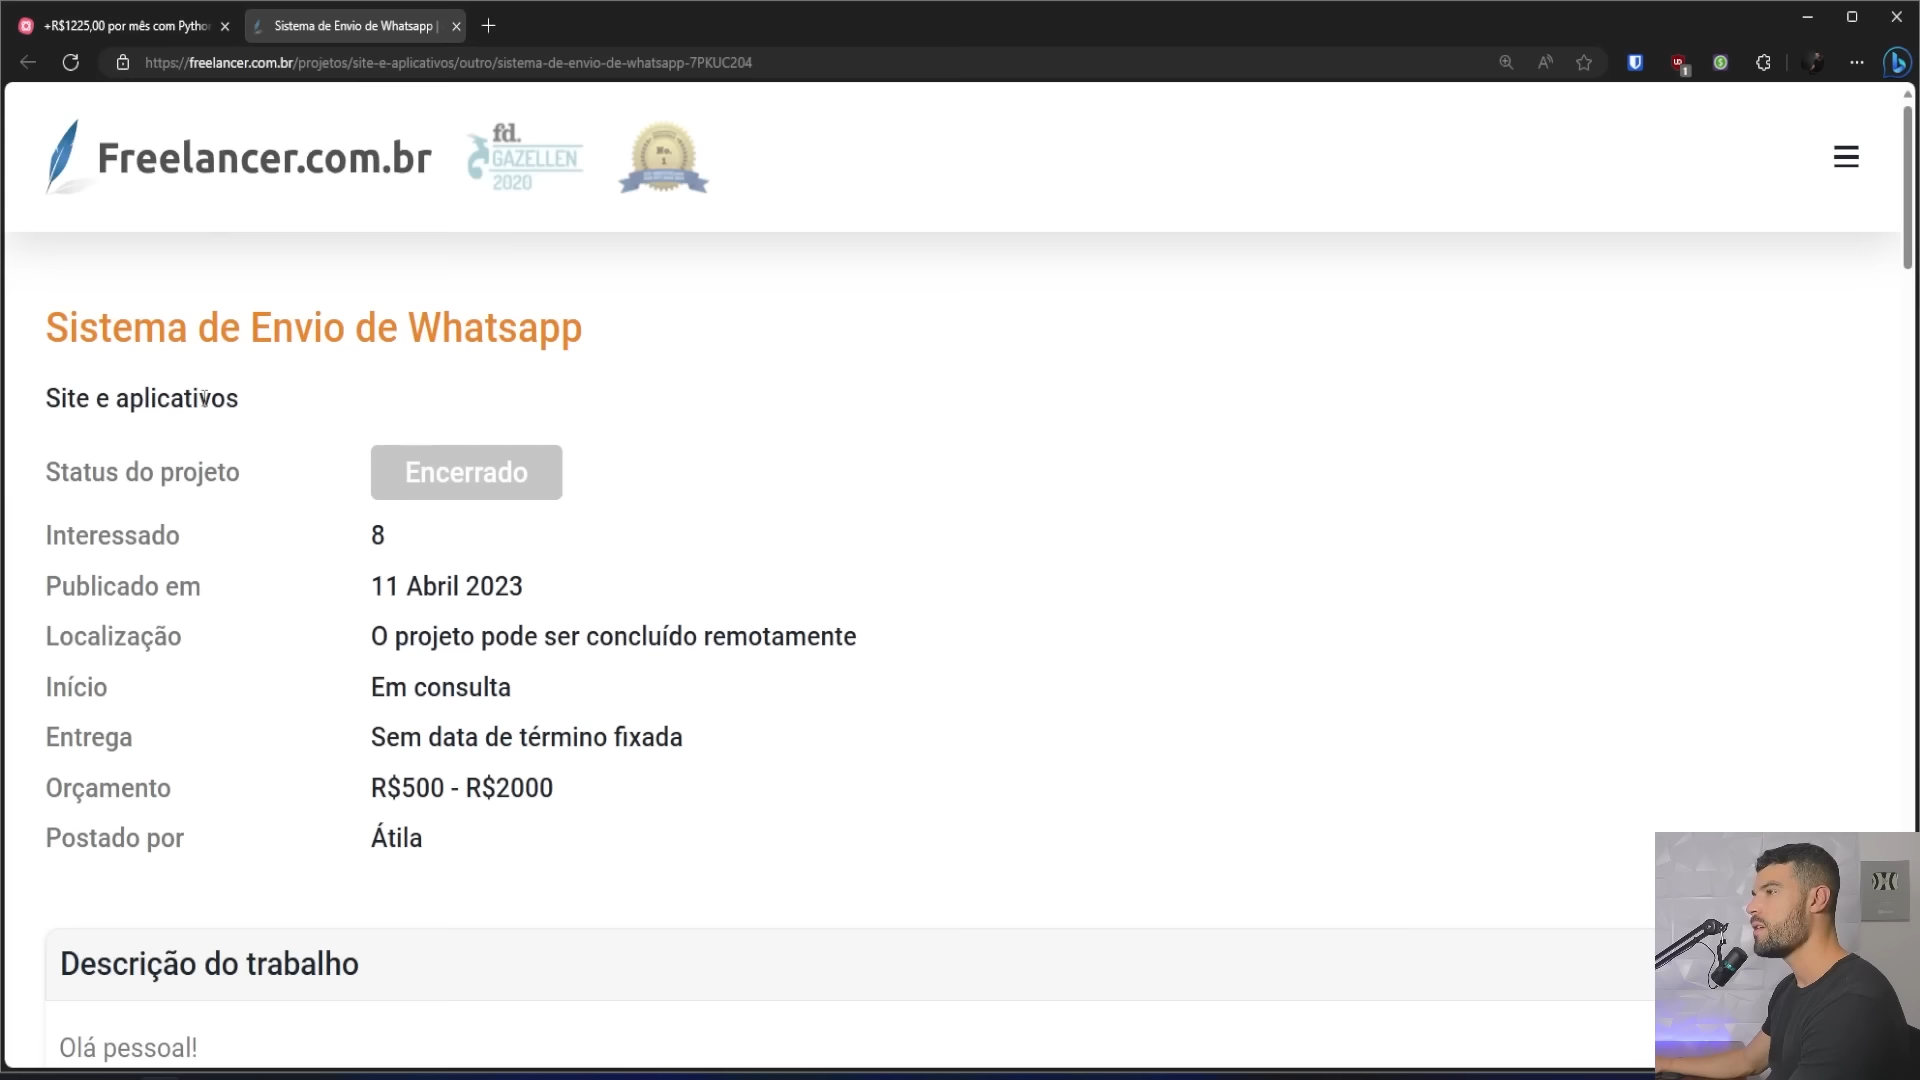 +R$1225,00 por mês com Pytho
Sistema de Envio de Whatsapp |
https://freelancer.com.br/projetos/site-e-aplicativos/outro/sistema-de-envio-de-whatsapp-7PKUC204
Freelancer.com.br
fd.
GAZELLEN
2020
No.
1
Sistema de Envio de Whatsapp
Site e aplicativos
Status do projeto Encerrado
Interessado 8
Publicado em 11 Abril 2023
Localização O projeto pode ser concluído remotamente
Início Em consulta
Entrega Sem data de término fixada
Orçamento R$500 - R$2000
Postado por Átila
Descrição do trabalho
Olá pessoal!